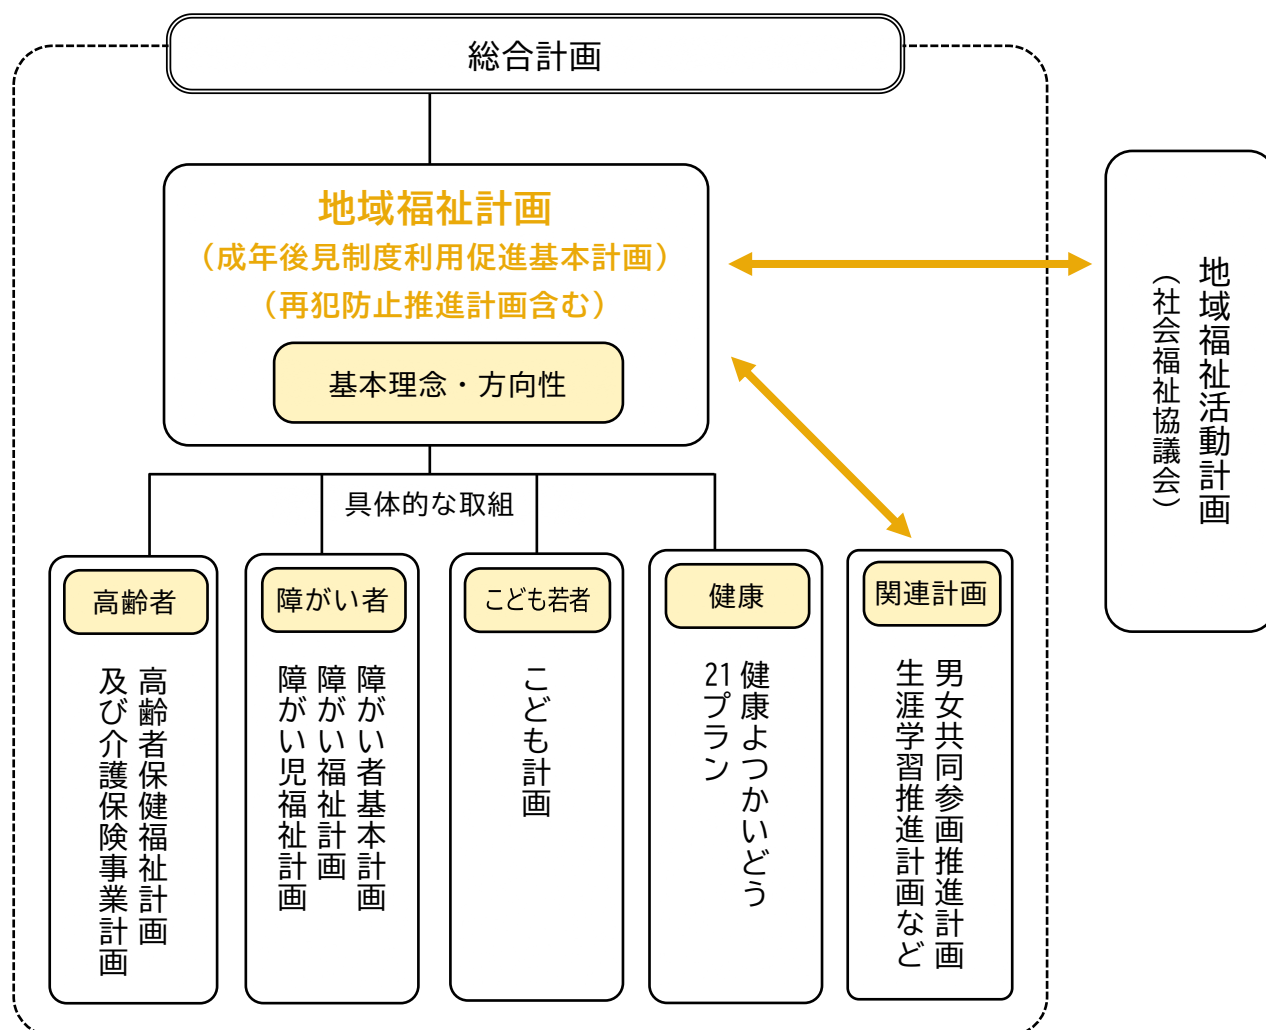 総合計画
地域福祉計画
（成年後見制度利用促進基本計画）
（再犯防止推進計画含む）
基本理念・方向性
地域福祉活動計画
（社会福祉協議会）
具体的な取組
高齢者
高齢者保健福祉計画
及び介護保険事業計画
障がい者
障がい者基本計画
障がい福祉計画
障がい児福祉計画
こども若者
こども計画
健康
健康よつかいどう
21プラン
関連計画
男女共同参画推進計画
生涯学習推進計画など